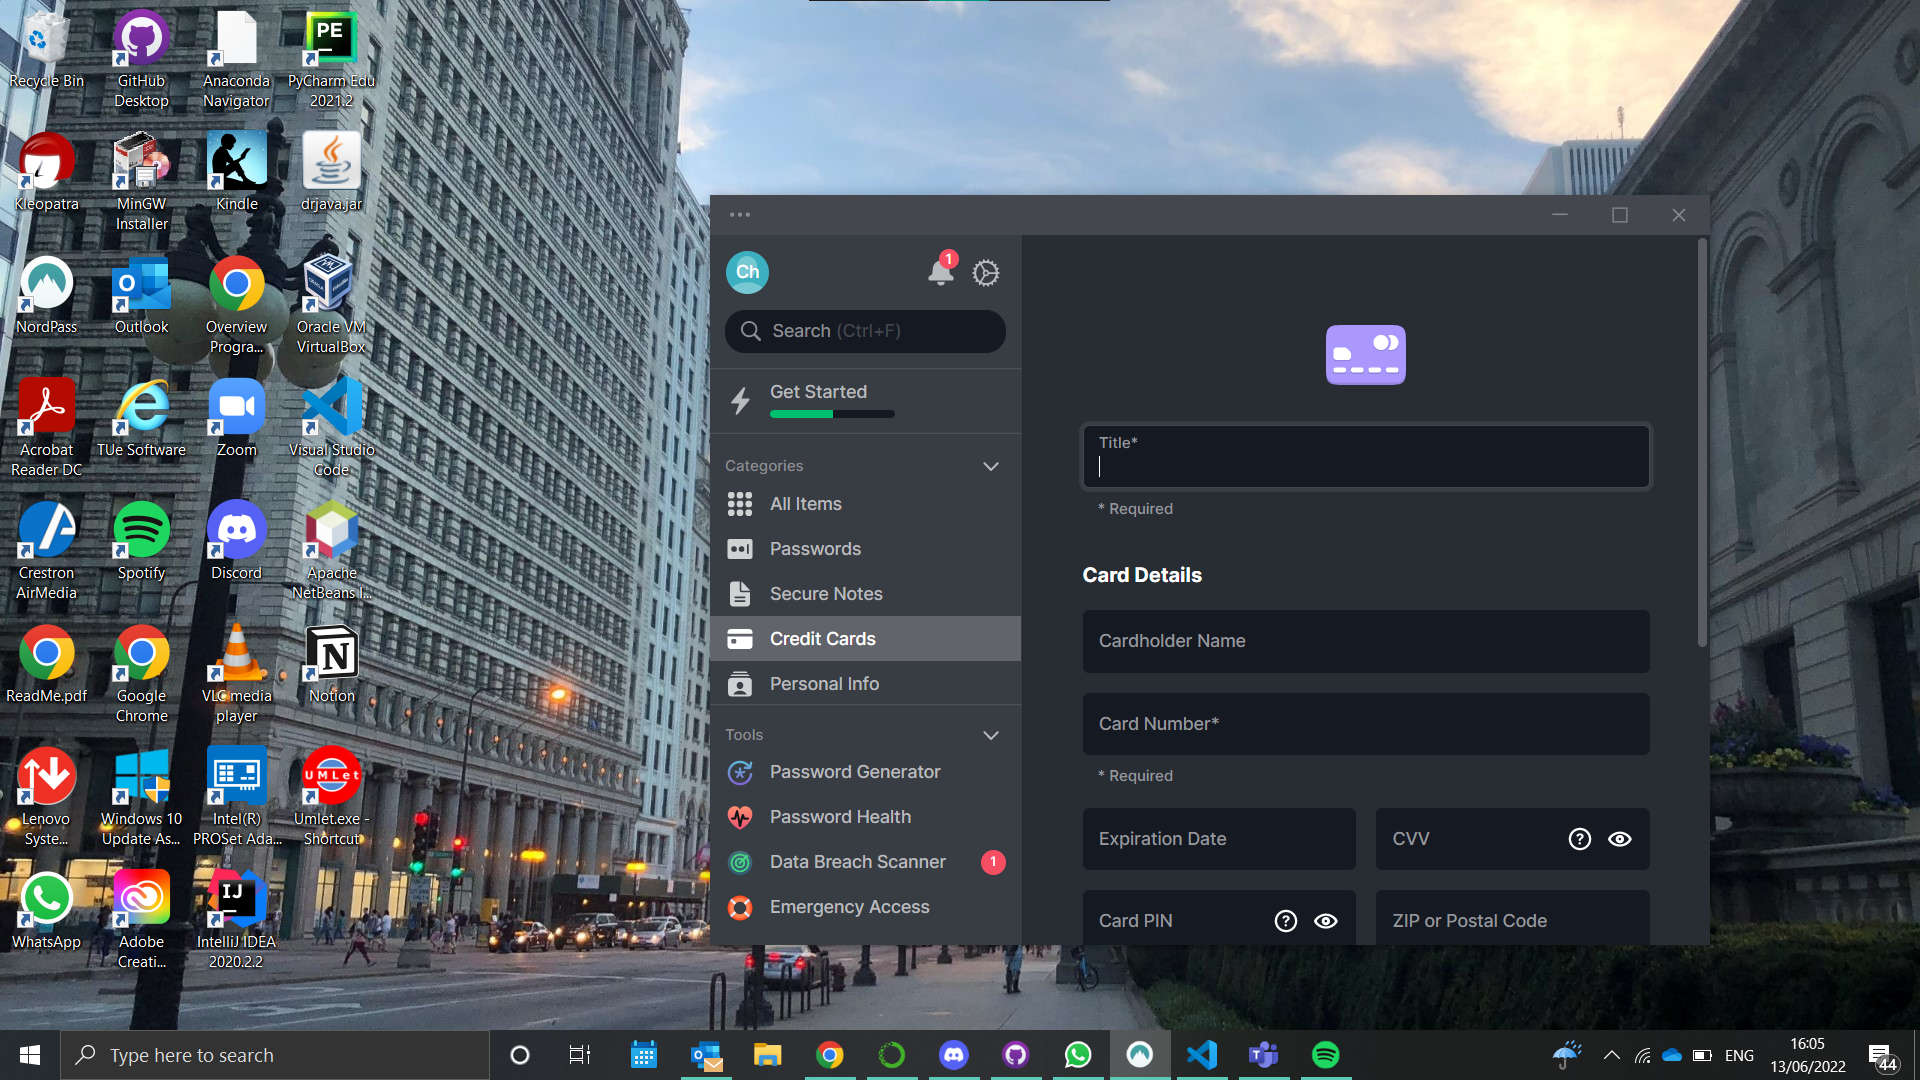 Recycle Bin
GitHub
Desktop
Anaconda
Navigator
PyCharm Edu
2021.2
Kleopatra
MinGW
Installer
Kindle
drjava.jar
NordPass
Outlook
Overview
Progra...
Oracle VM
VirtualBox
Acrobat
Reader DC
TUe Software
Zoom
Visual Studio
Code
Crestron
AirMedia
Spotify
Discord
Apache
NetBeans I...
ReadMe.pdf
Google
Chrome
VLC media
player
Notion
Lenovo
Syste...
Windows 10
Update As...
Intel(R)
PROSet Ada...
Umlet.exe -
Shortcut
WhatsApp
Adobe
Creati...
IntelliJ IDEA
2020.2.2
PE
UMLet
IJ
N
Ch
1
Search (Ctrl+F)
Get Started
Categories
All Items
Passwords
Secure Notes
Credit Cards
Personal Info
Tools
Password Generator
Password Health
Data Breach Scanner 1
Emergency Access
Title*
* Required
Card Details
Cardholder Name
Card Number*
* Required
Expiration Date
CVV
Card PIN
ZIP or Postal Code
Type here to search
ENG
16:05
13/06/2022
44